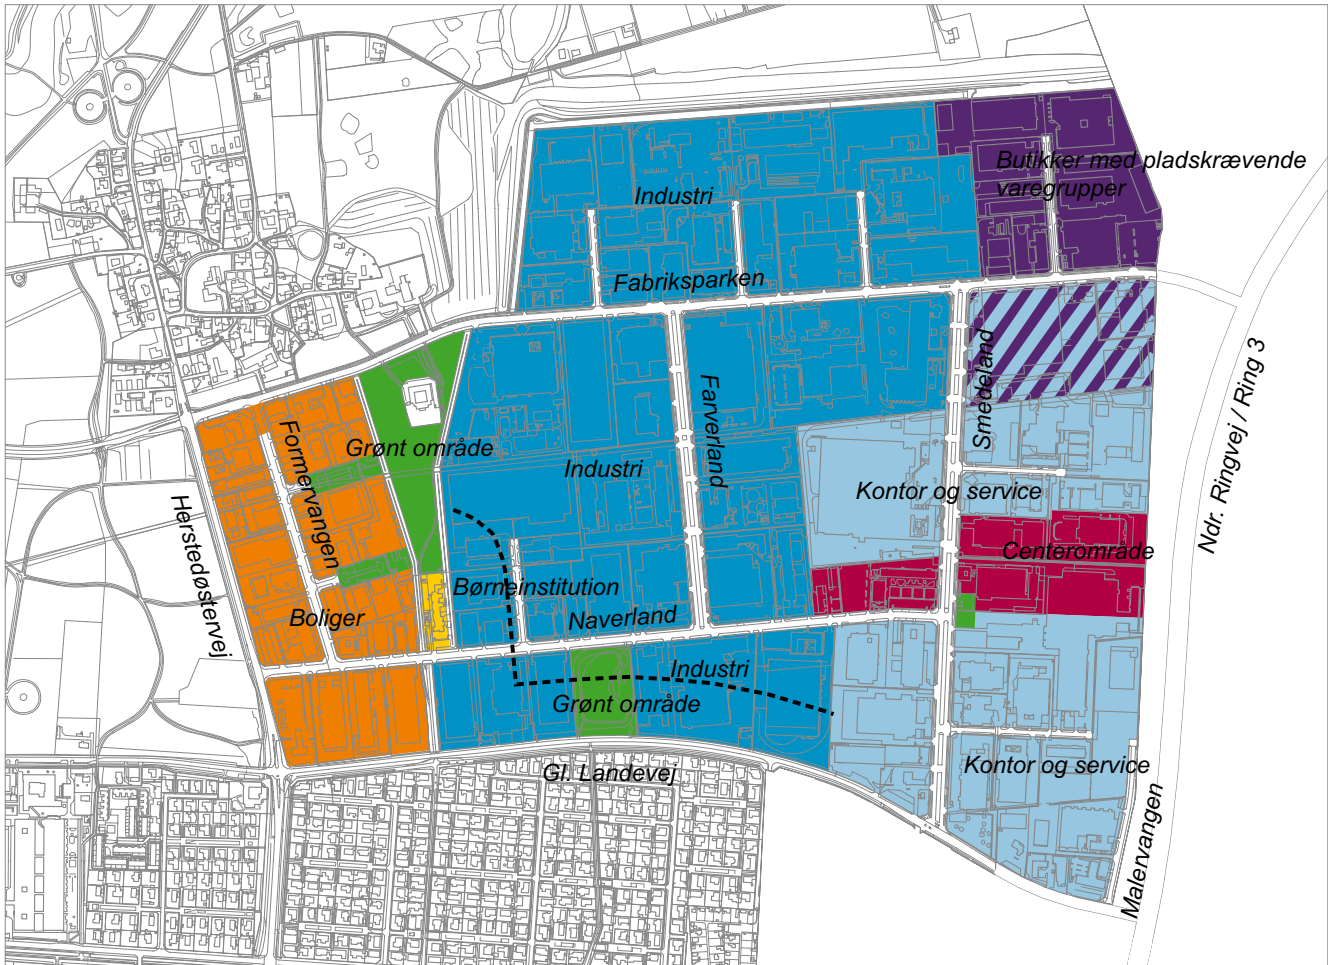 Butikker med pladskrævende
varegrupper
Industri
Fabriksparken
Smedeland
Ndr. Ringvej / Ring 3
Farverland
Formervangen
Grønt område
Industri
Kontor og service
Herstedøstervej
Centerområde
Børneinstitution
Boliger
Naverland
Industri
Grønt område
Gl. Landevej
Kontor og service
Malervangen